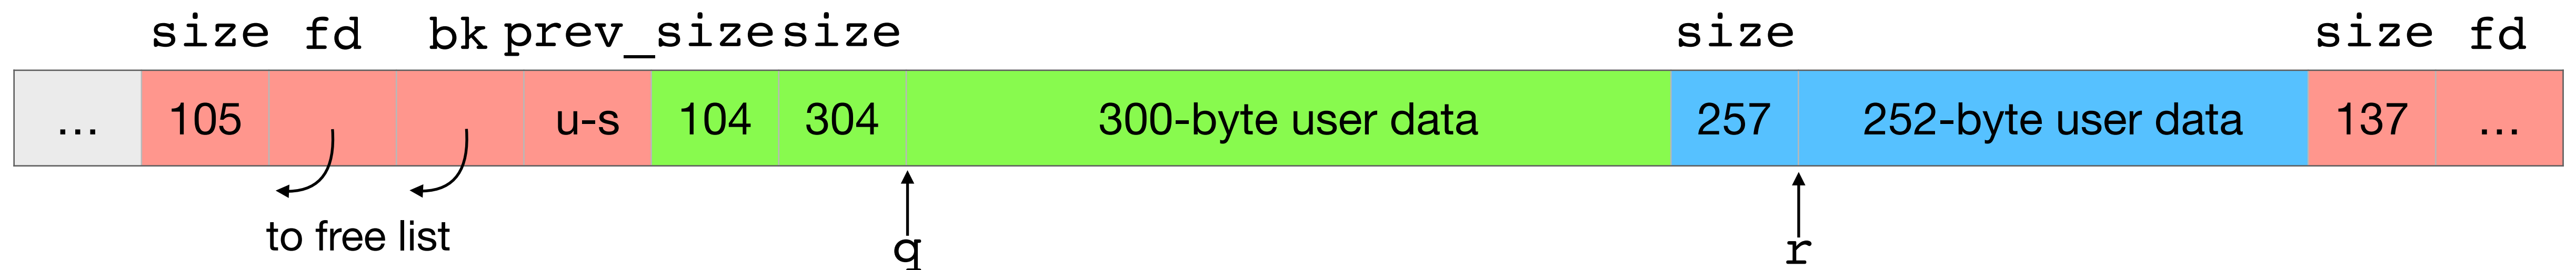 size fd bk prev_size size size size fd
... 105 u-s 104 304 300-byte user data 257 252-byte user data 137 ...
to free list
q r